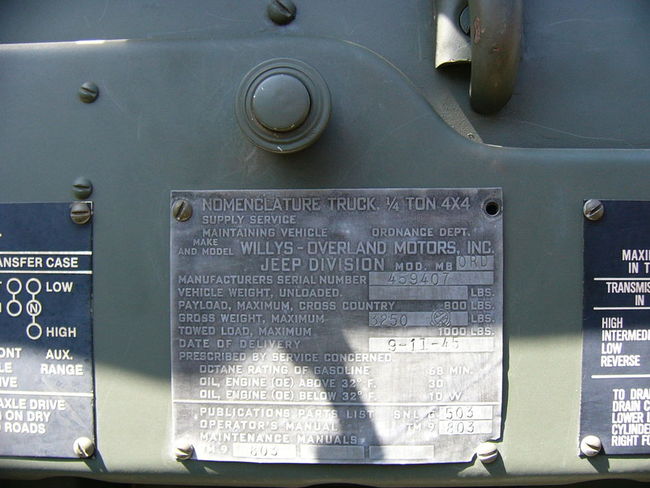 NOMENCLATURE TRUCK, ¼ TON 4X4
SUPPLY SERVICE
MAINTAINING VEHICLE ORDNANCE DEPT.
MAKE AND MODEL WILLYS - OVERLAND MOTORS, INC.
JEEP DIVISION MOD. MB ORD
MANUFACTURERS SERIAL NUMBER 459407
VEHICLE WEIGHT, UNLOADED. LBS.
PAYLOAD, MAXIMUM, CROSS COUNTRY 800 LBS.
GROSS WEIGHT, MAXIMUM 3250 LBS.
TOWED LOAD, MAXIMUM 1000 LBS.
DATE OF DELIVERY 9-11-45
PRESCRIBED BY SERVICE CONCERNED
OCTANE RATING OF GASOLINE 68 MIN.
OIL, ENGINE (OE) ABOVE 32° F. 30
OIL, ENGINE (OE) BELOW 32° F. 10 W
PUBLICATIONS PARTS LIST SNL G 503
OPERATOR'S MANUAL TM 9 803
MAINTENANCE MANUALS
TM 9 803
TRANSFER CASE
LOW
N
HIGH
AUX.
RANGE
AXLE DRIVE
ON DRY
ROADS
MAXI
IN T
TRANSMIS
IN
HIGH
INTERMED
LOW
REVERSE
TO DRA
DRAIN C
LOWER
CYLINDE
RIGHT F